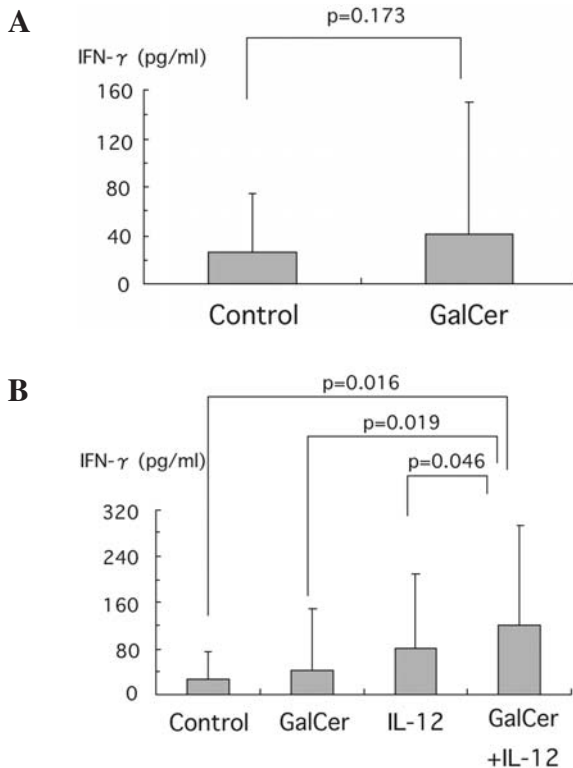 A
p=0.173
IFN-γ (pg/ml)
160
120
80
40
0
Control GalCer
B
p=0.016
p=0.019
IFN-γ (pg/ml)
p=0.046
320
240
160
80
0
Control GalCer IL-12 GalCer
+IL-12